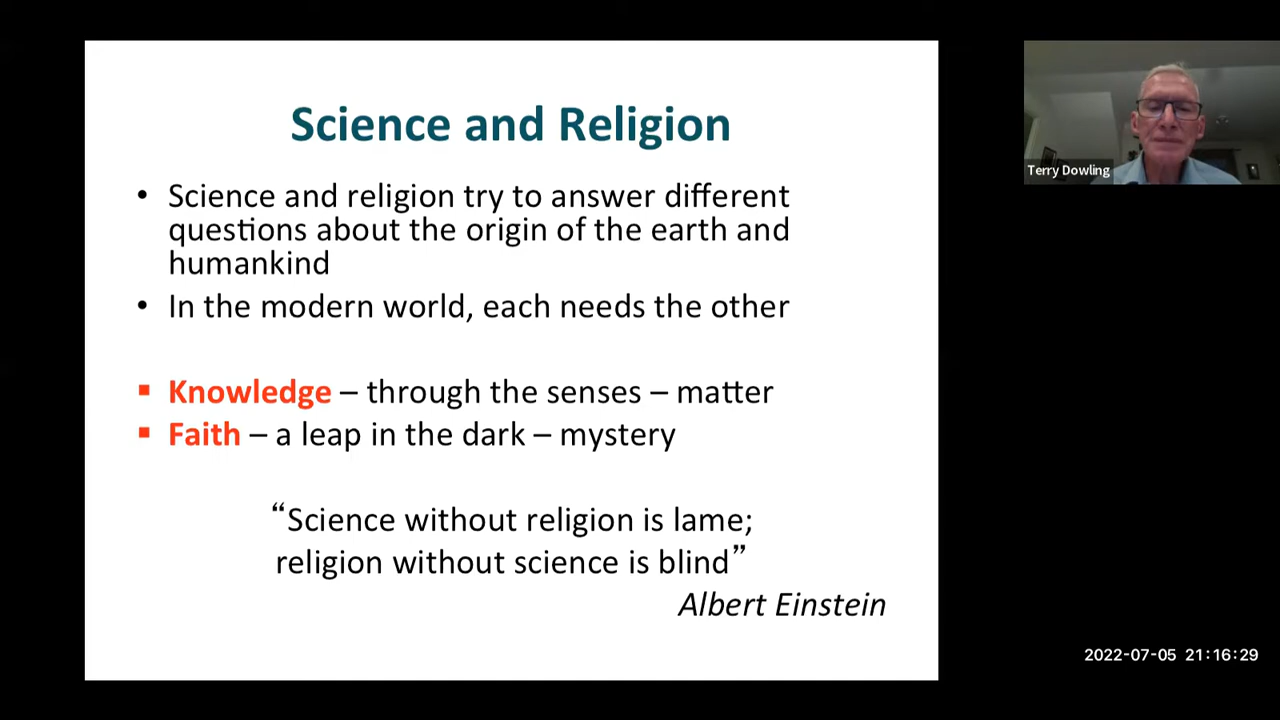 Science and Religion
• Science and religion try to answer different
questions about the origin of the earth and
humankind
• In the modern world, each needs the other
▪ Knowledge – through the senses – matter
▪ Faith – a leap in the dark – mystery
“Science without religion is lame;
religion without science is blind”
Albert Einstein
Terry Dowling
2022-07-05 21:16:29